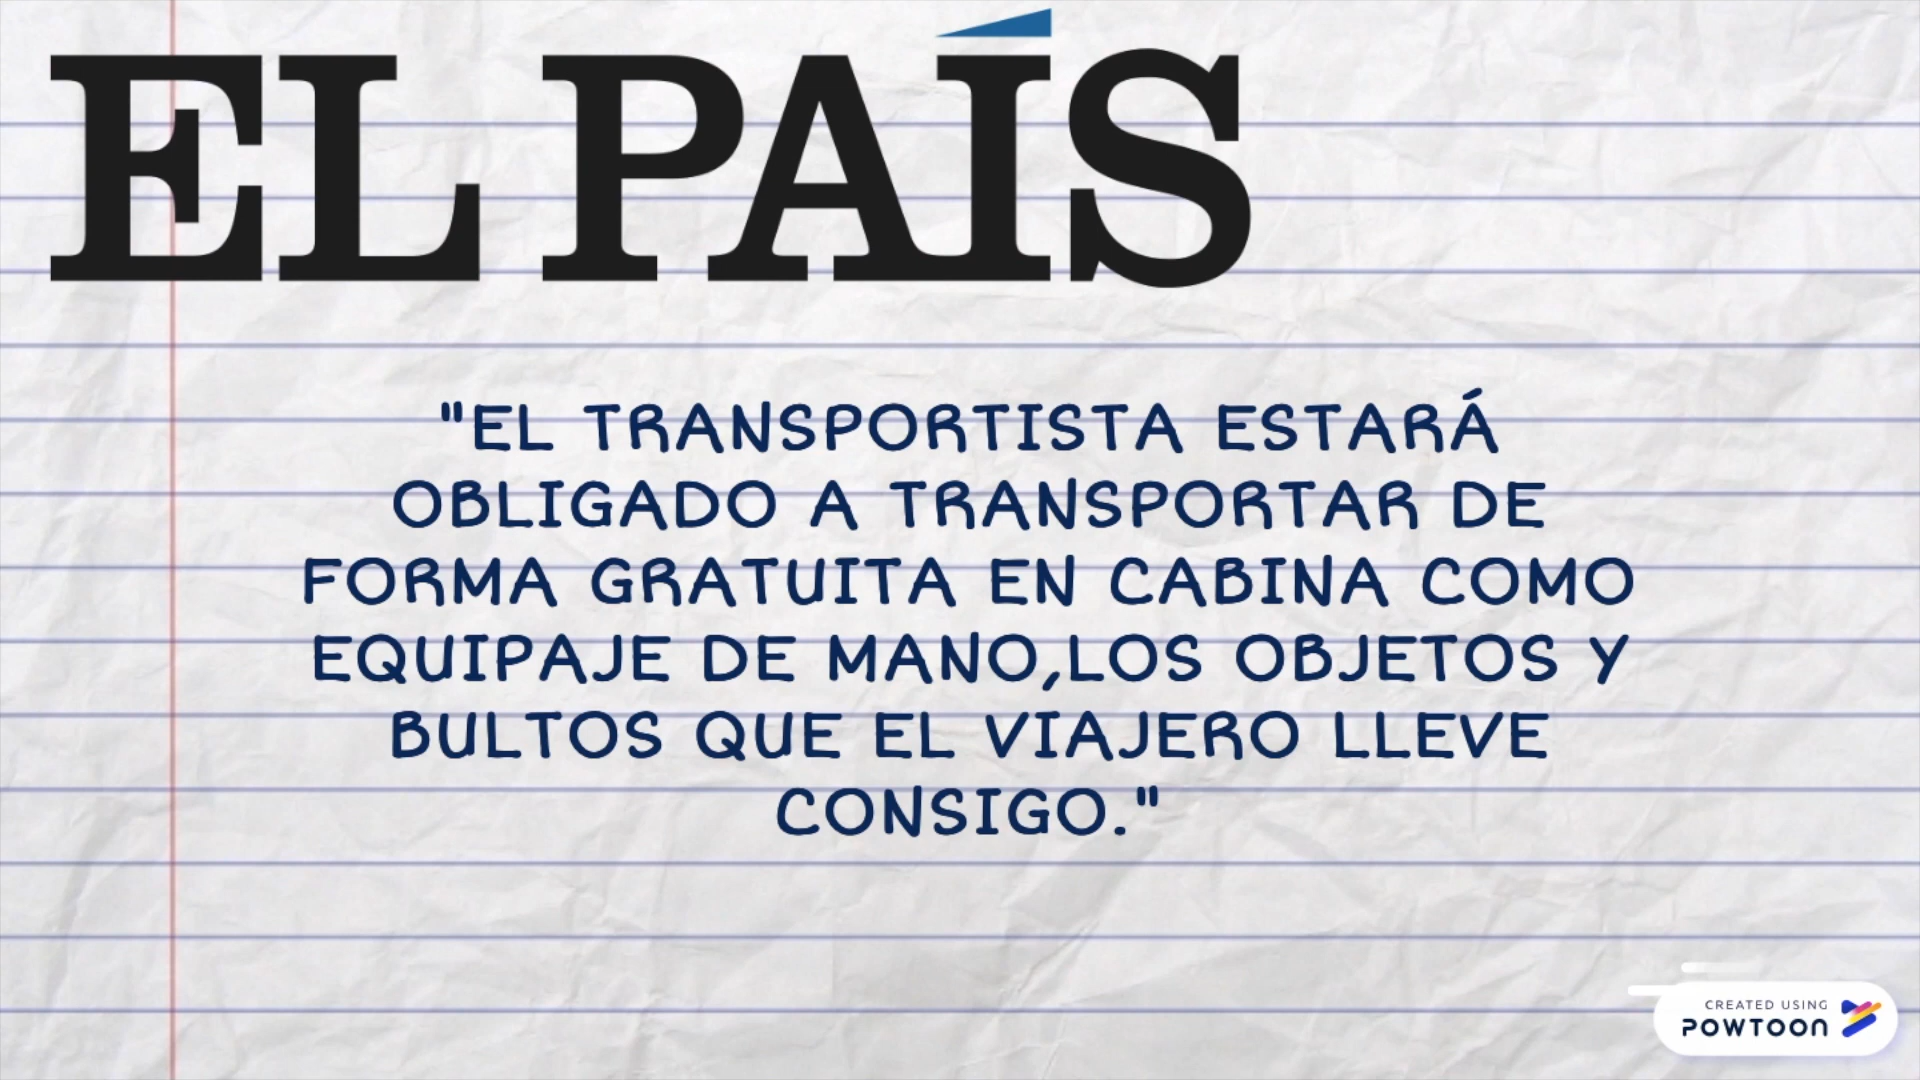 EL PAÍS
"EL TRANSPORTISTA ESTARÁ
OBLIGADO A TRANSPORTAR DE
FORMA GRATUITA EN CABINA COMO
EQUIPAJE DE MANO,LOS OBJETOS Y
BULTOS QUE EL VIAJERO LLEVE
CONSIGO."
CREATED USING
POWTOON